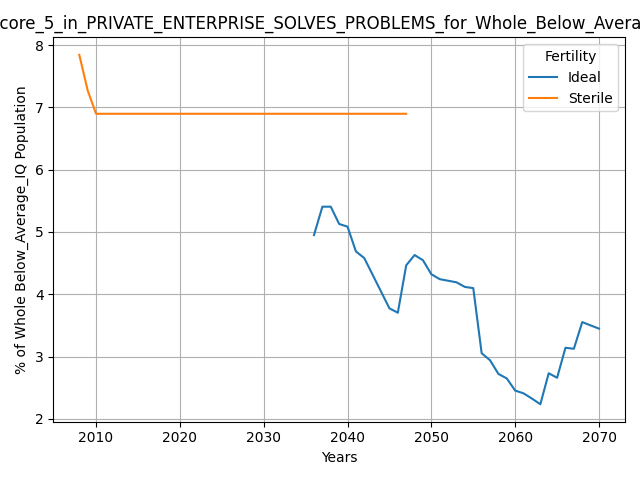 core_5_in_PRIVATE_ENTERPRISE_SOLVES_PROBLEMS_for_Whole_Below_Avera
8
7
6
5
4
3
2
% of Whole Below_Average_IQ Population
Fertility
Ideal
Sterile
2010 2020 2030 2040 2050 2060 2070
Years